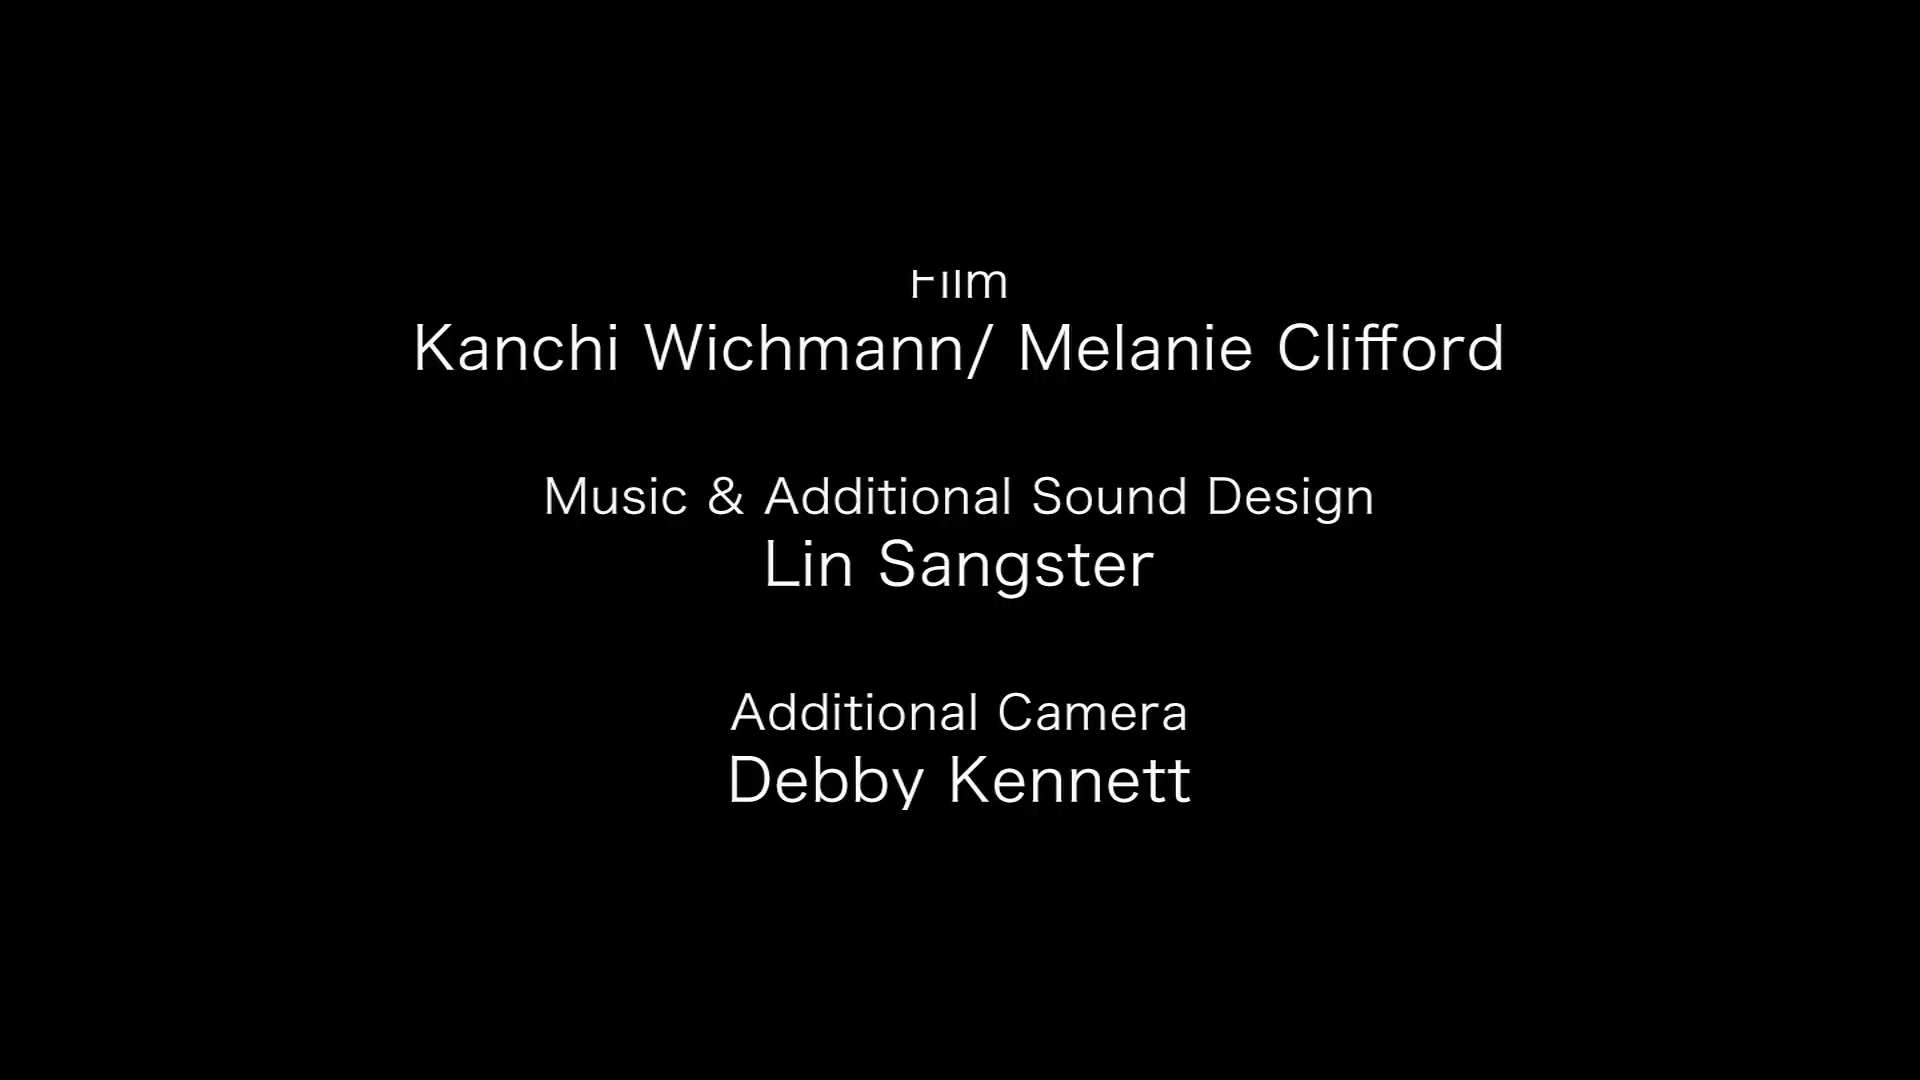 Film
Kanchi Wichmann/ Melanie Clifford
Music & Additional Sound Design
Lin Sangster
Additional Camera
Debby Kennett